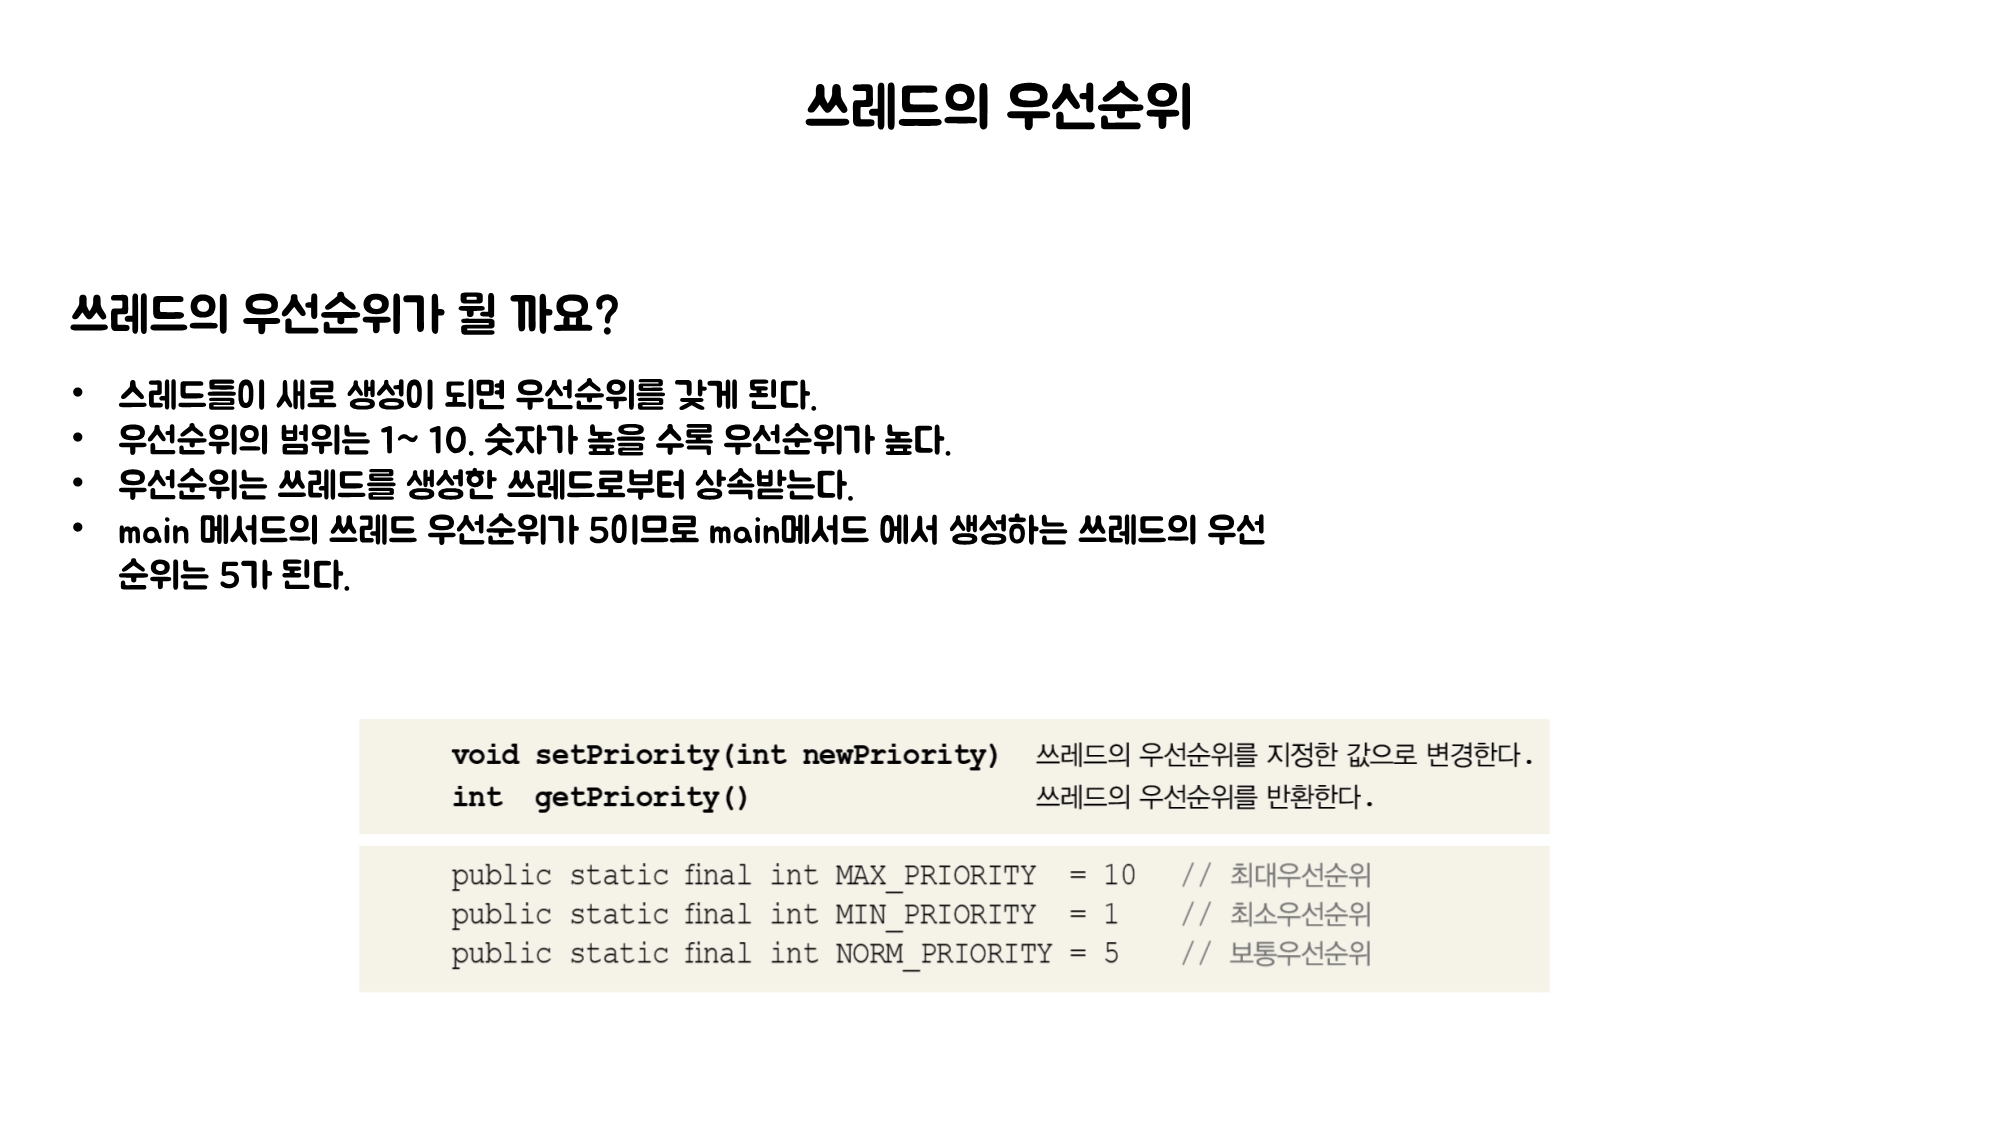 쓰레드의 우선순위
쓰레드의 우선순위가 뭘 까요?
• 스레드들이 새로 생성이 되면 우선순위를 갖게 된다.
• 우선순위의 범위는 1~ 10. 숫자가 높을 수록 우선순위가 높다.
• 우선순위는 쓰레드를 생성한 쓰레드로부터 상속받는다.
• main 메서드의 쓰레드 우선순위가 5이므로 main메서드 에서 생성하는 쓰레드의 우선
순위는 5가 된다.
void setPriority(int newPriority) 쓰레드의 우선순위를 지정한 값으로 변경한다.
int getPriority() 쓰레드의 우선순위를 반환한다.
public static final int MAX_PRIORITY = 10 // 최대우선순위
public static final int MIN_PRIORITY = 1 // 최소우선순위
public static final int NORM_PRIORITY = 5 // 보통우선순위